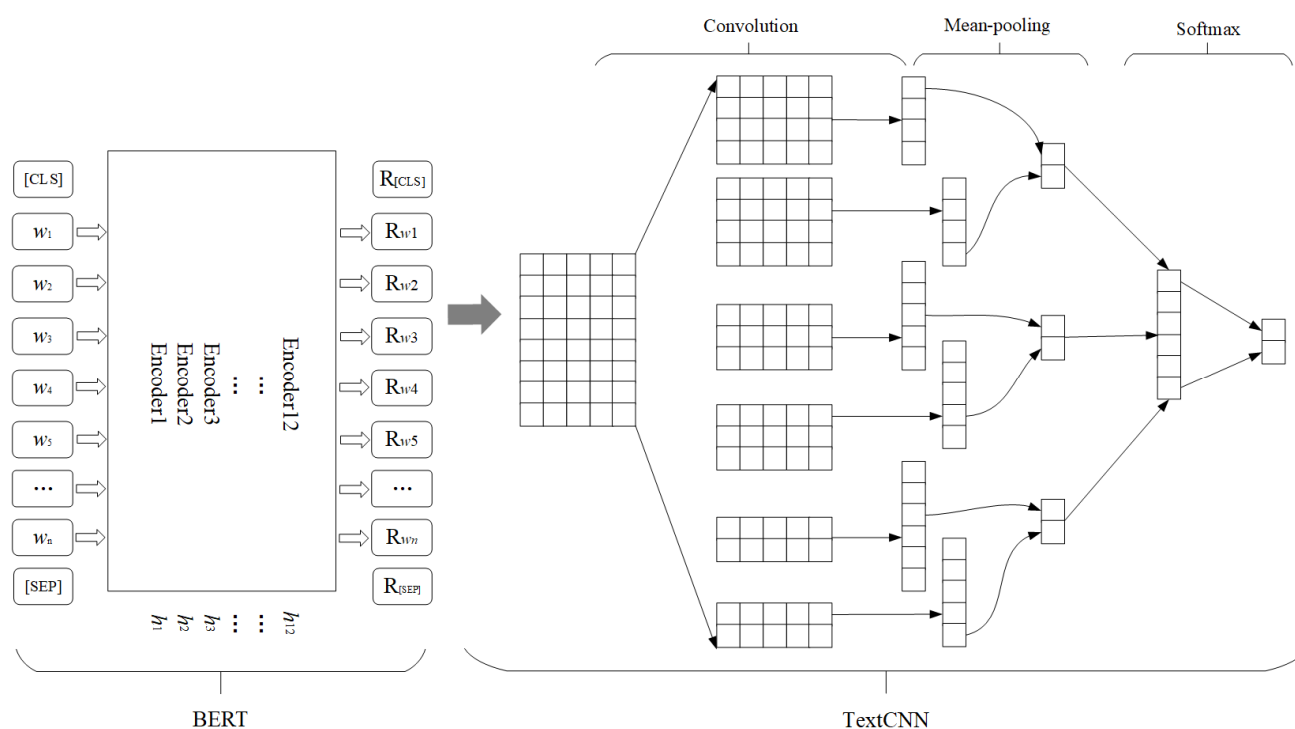 Convolution
Mean-pooling
Softmax
[CLS]
R[CLS]
w1
Rw1
w2
Rw2
w3
Rw3
w4
Rw4
w5
Rw5
...
...
wn
Rwn
[SEP]
R[SEP]
Encoder1
Encoder2
Encoder3
...
...
Encoder12
h1
h2
h3
...
...
h12
BERT
TextCNN